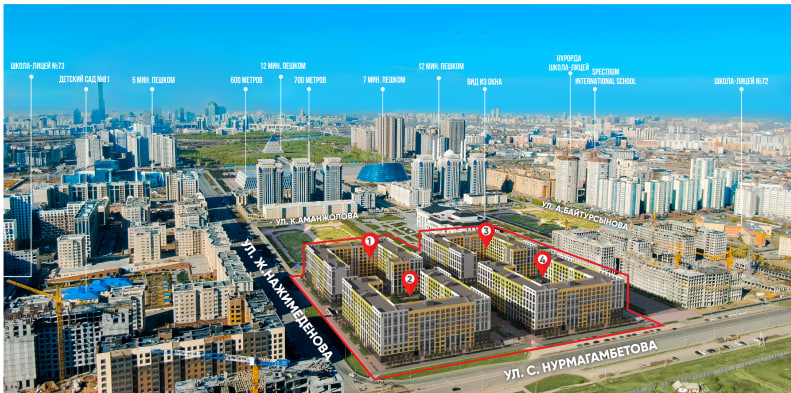 ШКОЛА-ЛИЦЕЙ №73
ДЕТСКИЙ САД №81
5 МИН. ПЕШКОМ
600 МЕТРОВ
12 МИН. ПЕШКОМ
700 МЕТРОВ
7 МИН. ПЕШКОМ
12 МИН. ПЕШКОМ
ВИД ИЗ ОКНА
НУРОРДА
ШКОЛА-ЛИЦЕЙ
SPECTRUM
INTERNATIONAL SCHOOL
ШКОЛА-ЛИЦЕЙ №72
УЛ. К.АМАНЖОЛОВА
УЛ. А.БАЙТУРСЫНОВА
1
2
3
4
УЛ. Ж.НАЖИМЕДЕНОВА
УЛ. С. НУРМАГАМБЕТОВА